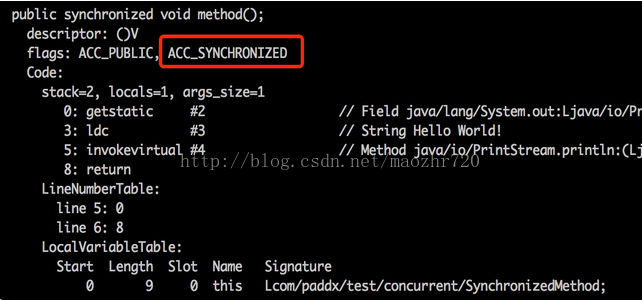 public synchronized void method();
descriptor: ()V
flags: ACC_PUBLIC, ACC_SYNCHRONIZED
Code:
stack=2, locals=1, args_size=1
0: getstatic #2 // Field java/lang/System.out:Ljava/io/Pr
3: ldc #3 // String Hello World!
5: invokevirtual #4 // Method java/io/PrintStream.println:(Lj
http://blog.csdn.net/maozhr720
8: return
LineNumberTable:
line 5: 0
line 6: 8
LocalVariableTable:
Start Length Slot Name Signature
0 9 0 this Lcom/paddx/test/concurrent/SynchronizedMethod;